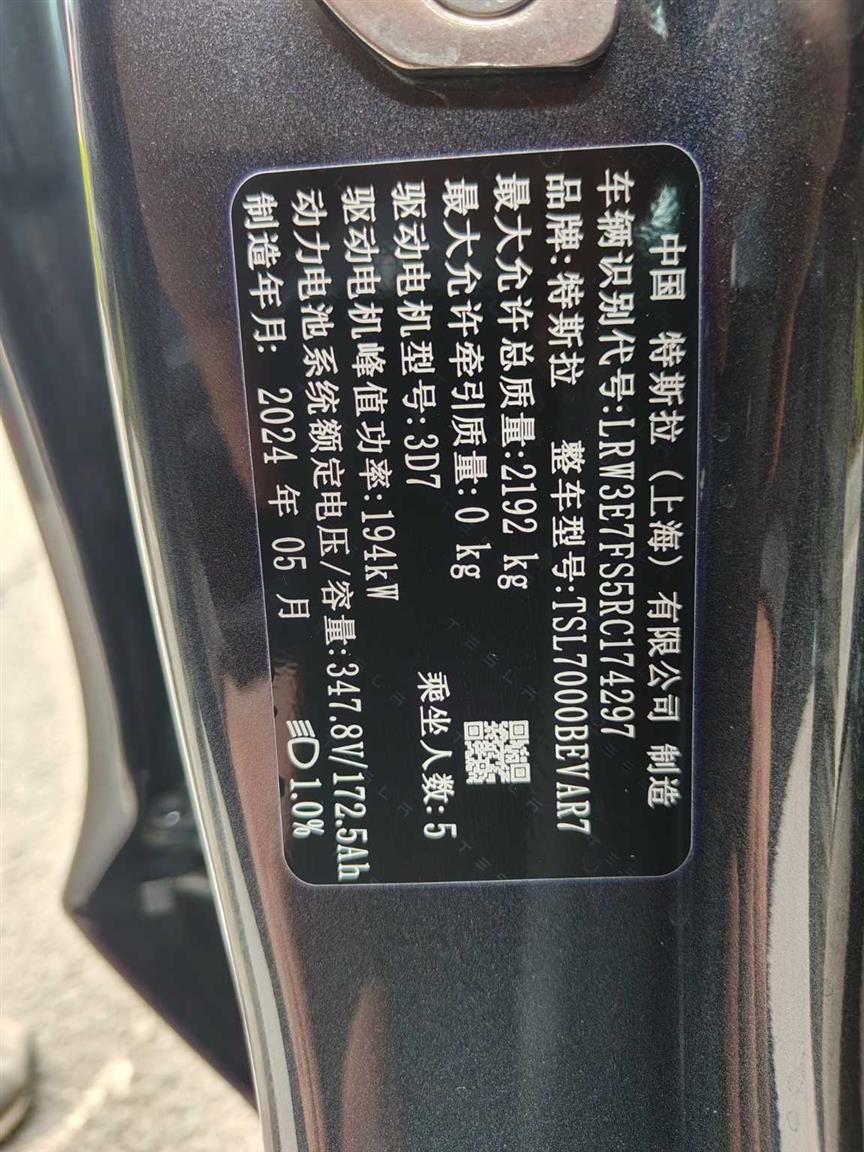 中国 特斯拉（上海）有限公司 制造
车辆识别代号:LRW3E7FS5RC174297
品牌:特斯拉 整车型号:TSL7000BEVAR7
最大允许总质量:2192 kg
最大允许牵引质量:0 kg
驱动电机型号:3D7 乘坐人数:5
驱动电机峰值功率:194kW
动力电池系统额定电压/容量:347.8V/172.5Ah
制造年月: 2024 年 05 月 1.0%
TESLA